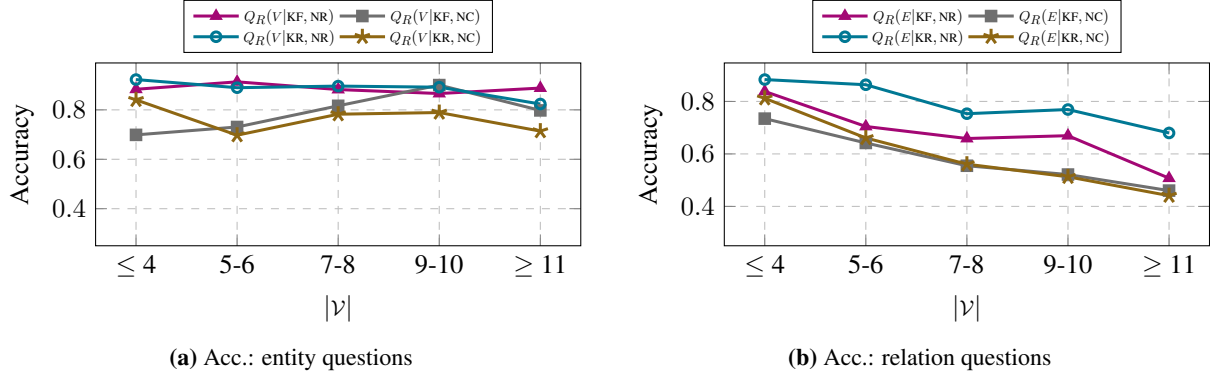 Q_R(V|KF, NR) Q_R(V|KF, NC)
Q_R(V|KR, NR) Q_R(V|KR, NC)
Accuracy
0.8
0.6
0.4
≤ 4 5-6 7-8 9-10 ≥ 11
|𝒱|
(a) Acc.: entity questions
Q_R(E|KF, NR) Q_R(E|KF, NC)
Q_R(E|KR, NR) Q_R(E|KR, NC)
Accuracy
0.8
0.6
0.4
≤ 4 5-6 7-8 9-10 ≥ 11
|𝒱|
(b) Acc.: relation questions